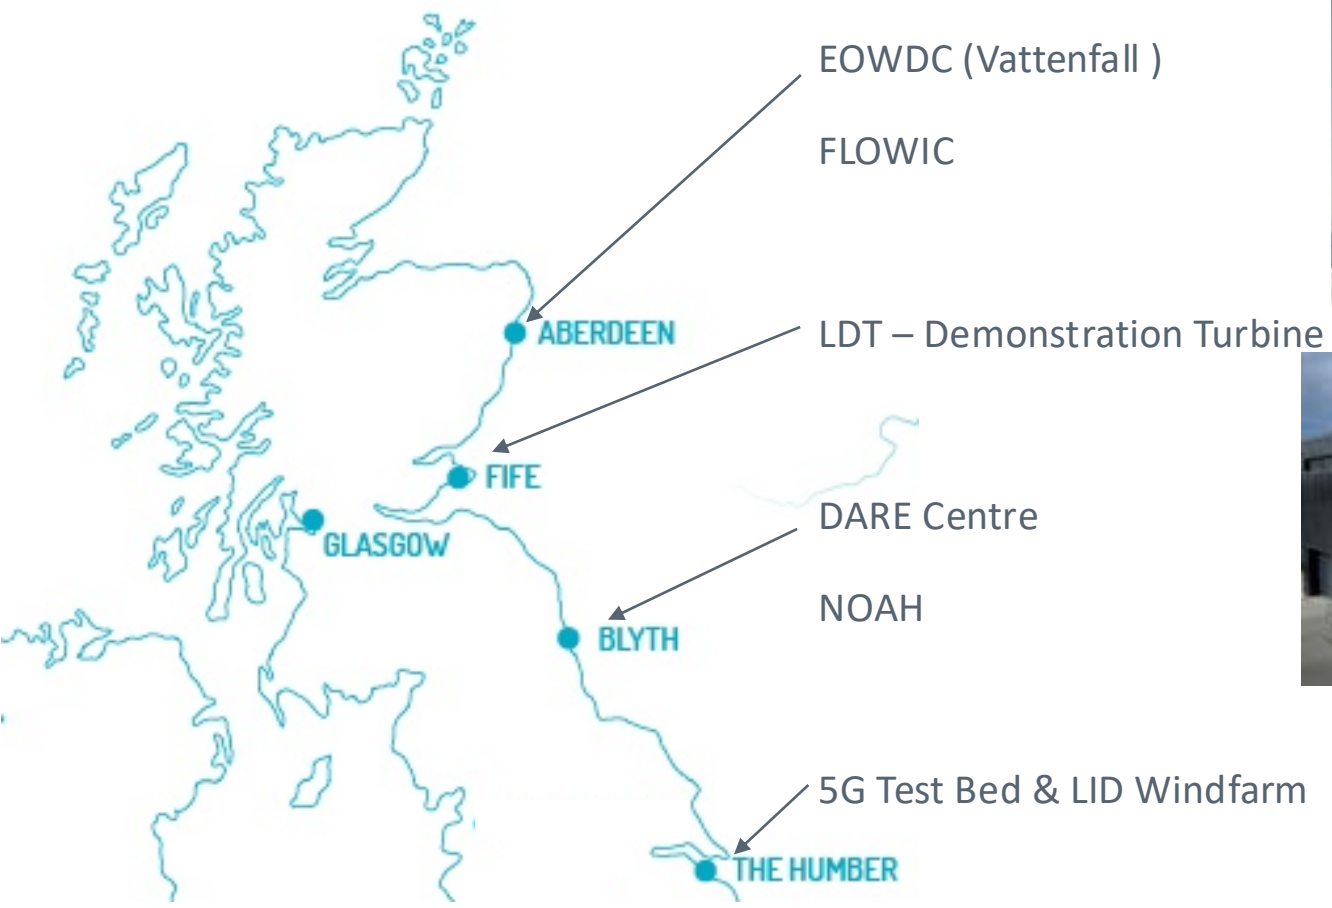 EOWDC (Vattenfall )
FLOWIC
ABERDEEN
LDT – Demonstration Turbine
FIFE
DARE Centre
GLASGOW
NOAH
BLYTH
5G Test Bed & LID Windfarm
THE HUMBER